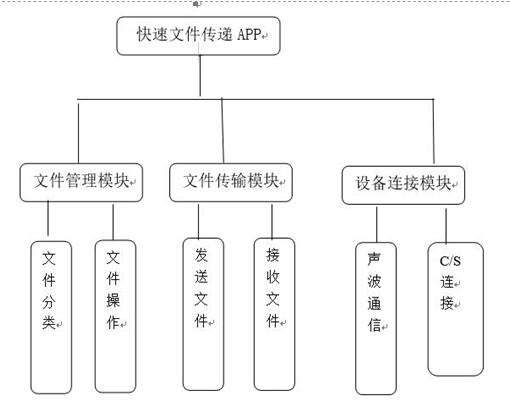 快速文件传递 APP
文件管理模块
文件传输模块
设备连接模块
文件分类
文件操作
发送文件
接收文件
声波通信
C/S
连接